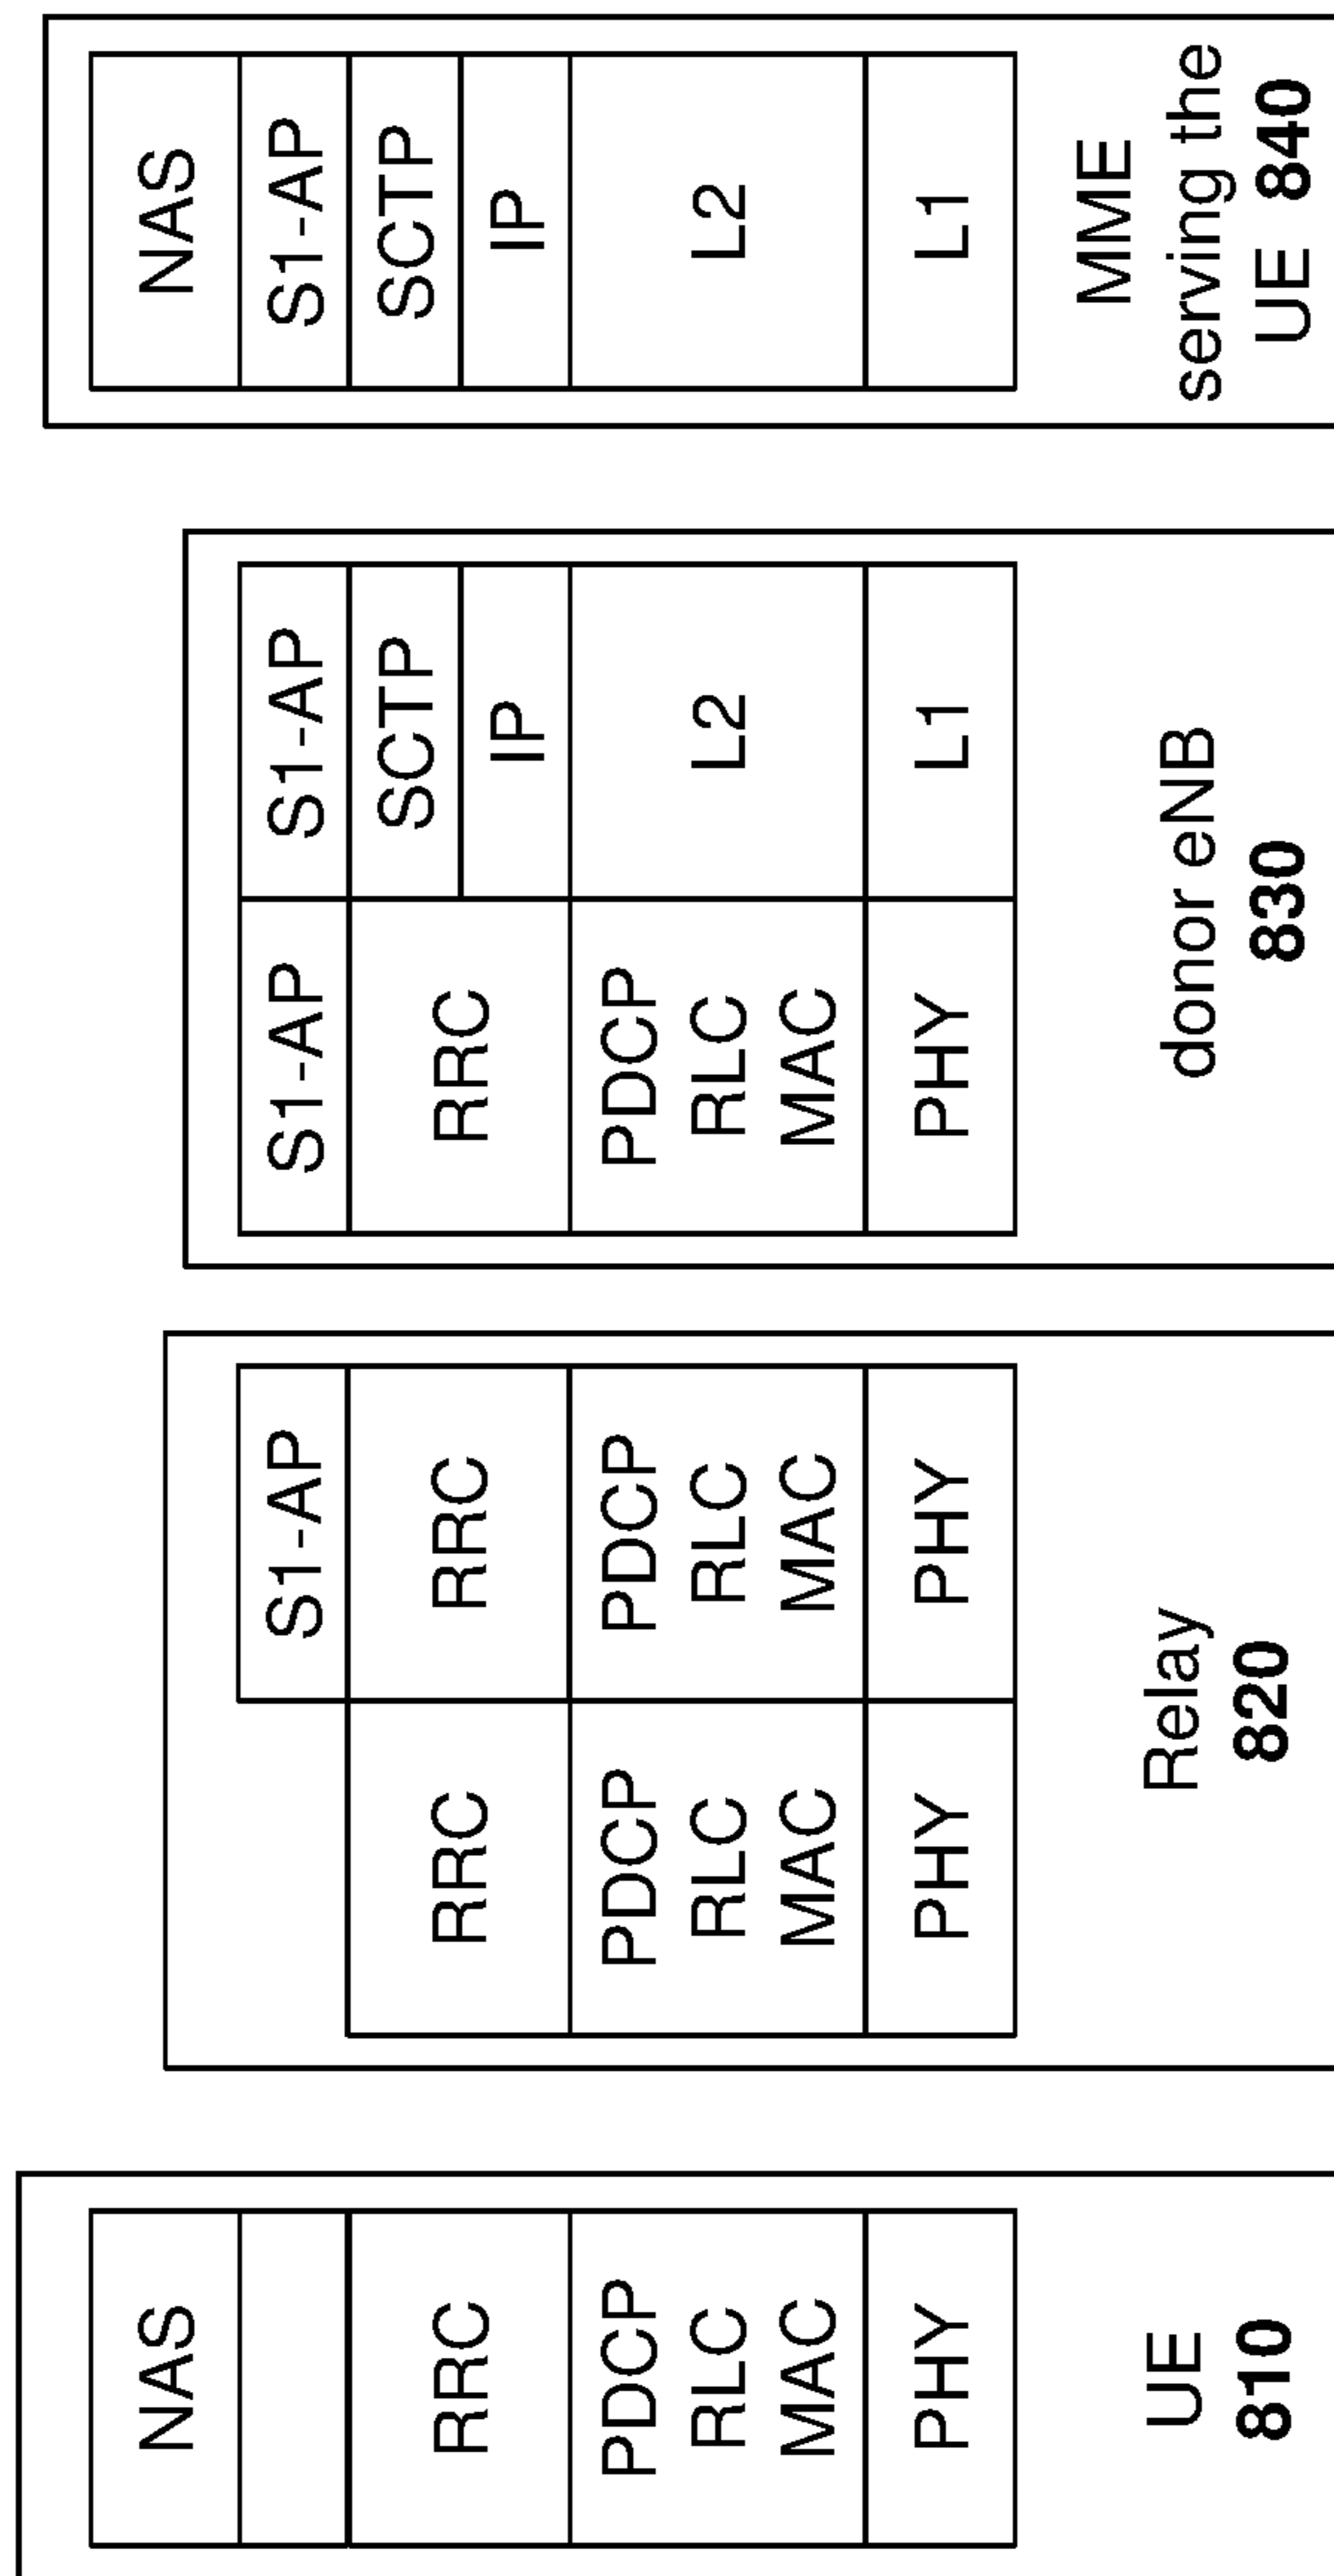 NAS
RRC
PDCP
RLC
MAC
PHY
UE
810
RRC
PDCP
RLC
MAC
PHY
S1-AP
RRC
PDCP
RLC
MAC
PHY
Relay
820
S1-AP
RRC
PDCP
RLC
MAC
PHY
S1-AP
SCTP
IP
L2
L1
donor eNB
830
NAS
S1-AP
SCTP
IP
L2
L1
MME
serving the
UE 840